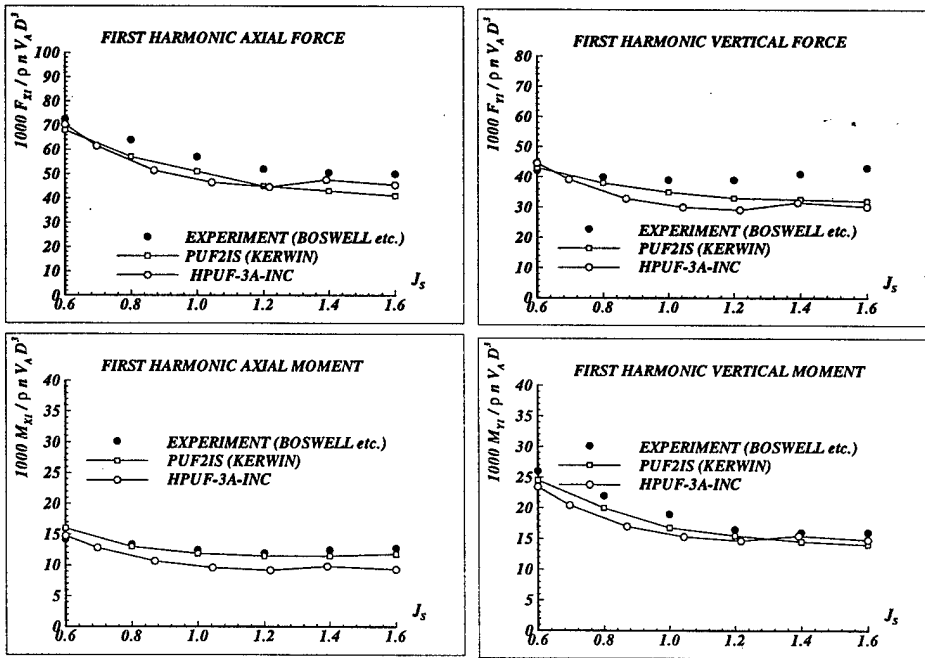 FIRST HARMONIC AXIAL FORCE
1000 F_X1 / ρ n V_A D³
100
90
80
70
60
50
40
30
20
10
0
EXPERIMENT (BOSWELL etc.)
PUF2IS (KERWIN)
HPUF-3A-INC
J_S
0.6 0.8 1.0 1.2 1.4 1.6
FIRST HARMONIC VERTICAL FORCE
1000 F_Y1 / ρ n V_A D³
80
70
60
50
40
30
20
10
0
EXPERIMENT (BOSWELL etc.)
PUF2IS (KERWIN)
HPUF-3A-INC
J_S
0.6 0.8 1.0 1.2 1.4 1.6
FIRST HARMONIC AXIAL MOMENT
1000 M_X1 / ρ n V_A D³
40
35
30
25
20
15
10
5
0
EXPERIMENT (BOSWELL etc.)
PUF2IS (KERWIN)
HPUF-3A-INC
J_S
0.6 0.8 1.0 1.2 1.4 1.6
FIRST HARMONIC VERTICAL MOMENT
1000 M_Y1 / ρ n V_A D³
40
35
30
25
20
15
10
5
0
EXPERIMENT (BOSWELL etc.)
PUF2IS (KERWIN)
HPUF-3A-INC
J_S
0.6 0.8 1.0 1.2 1.4 1.6